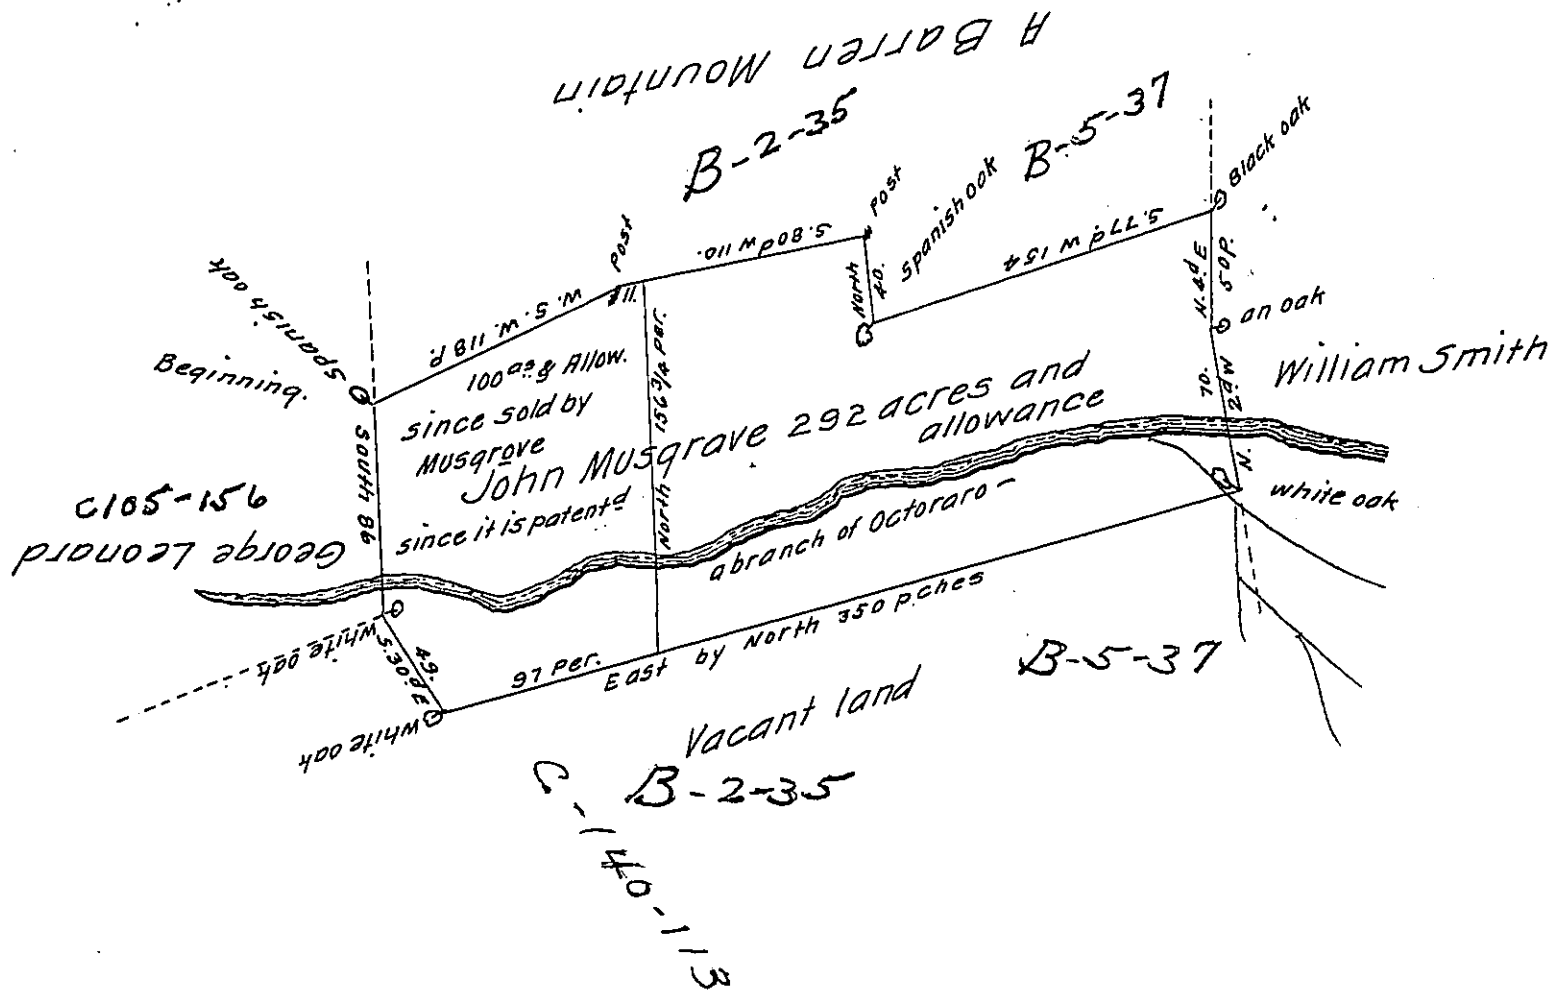 A Barren Mountain
B-2-35
B-5-37
Black oak
Post
Spanish oak
Post
S. 80d W 110.
S. 77d W 154
North 40.
N. 4d E
50 p.
an oak
William Smith
Spanish oak
Beginning.
W. S. W. 118 P.
11.
100 as & Allow.
since sold by
Musgrove
John Musgrave 292 acres and
allowance
since it is patentd
North 156 3/4 Per.
South 86
C105-156
George Leonard
N. 2d W 70.
white oak
a branch of Octoraro
white oak
S. 30d E
49.
white oak
97 Per.
East by North 350 p.ches
B-5-37
Vacant land
B-2-35
C-140-113